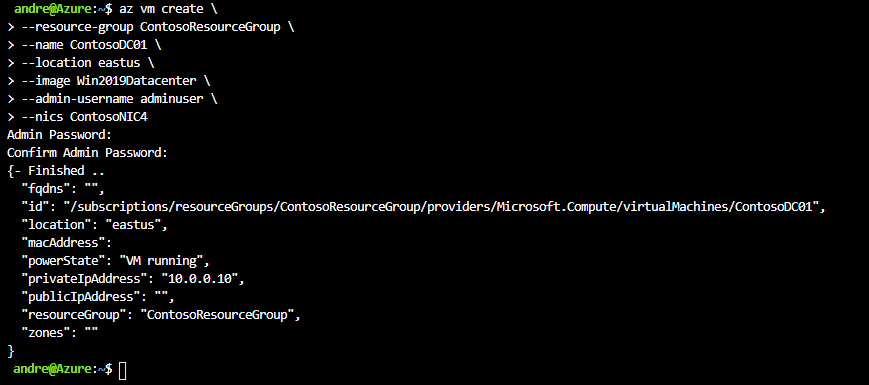 andre@Azure:~$ az vm create \
> --resource-group ContosoResourceGroup \
> --name ContosoDC01 \
> --location eastus \
> --image Win2019Datacenter \
> --admin-username adminuser \
> --nics ContosoNIC4
Admin Password:
Confirm Admin Password:
{- Finished ..
  "fqdns": "",
  "id": "/subscriptions/resourceGroups/ContosoResourceGroup/providers/Microsoft.Compute/virtualMachines/ContosoDC01",
  "location": "eastus",
  "macAddress":
  "powerState": "VM running",
  "privateIpAddress": "10.0.0.10",
  "publicIpAddress": "",
  "resourceGroup": "ContosoResourceGroup",
  "zones": ""
}
andre@Azure:~$